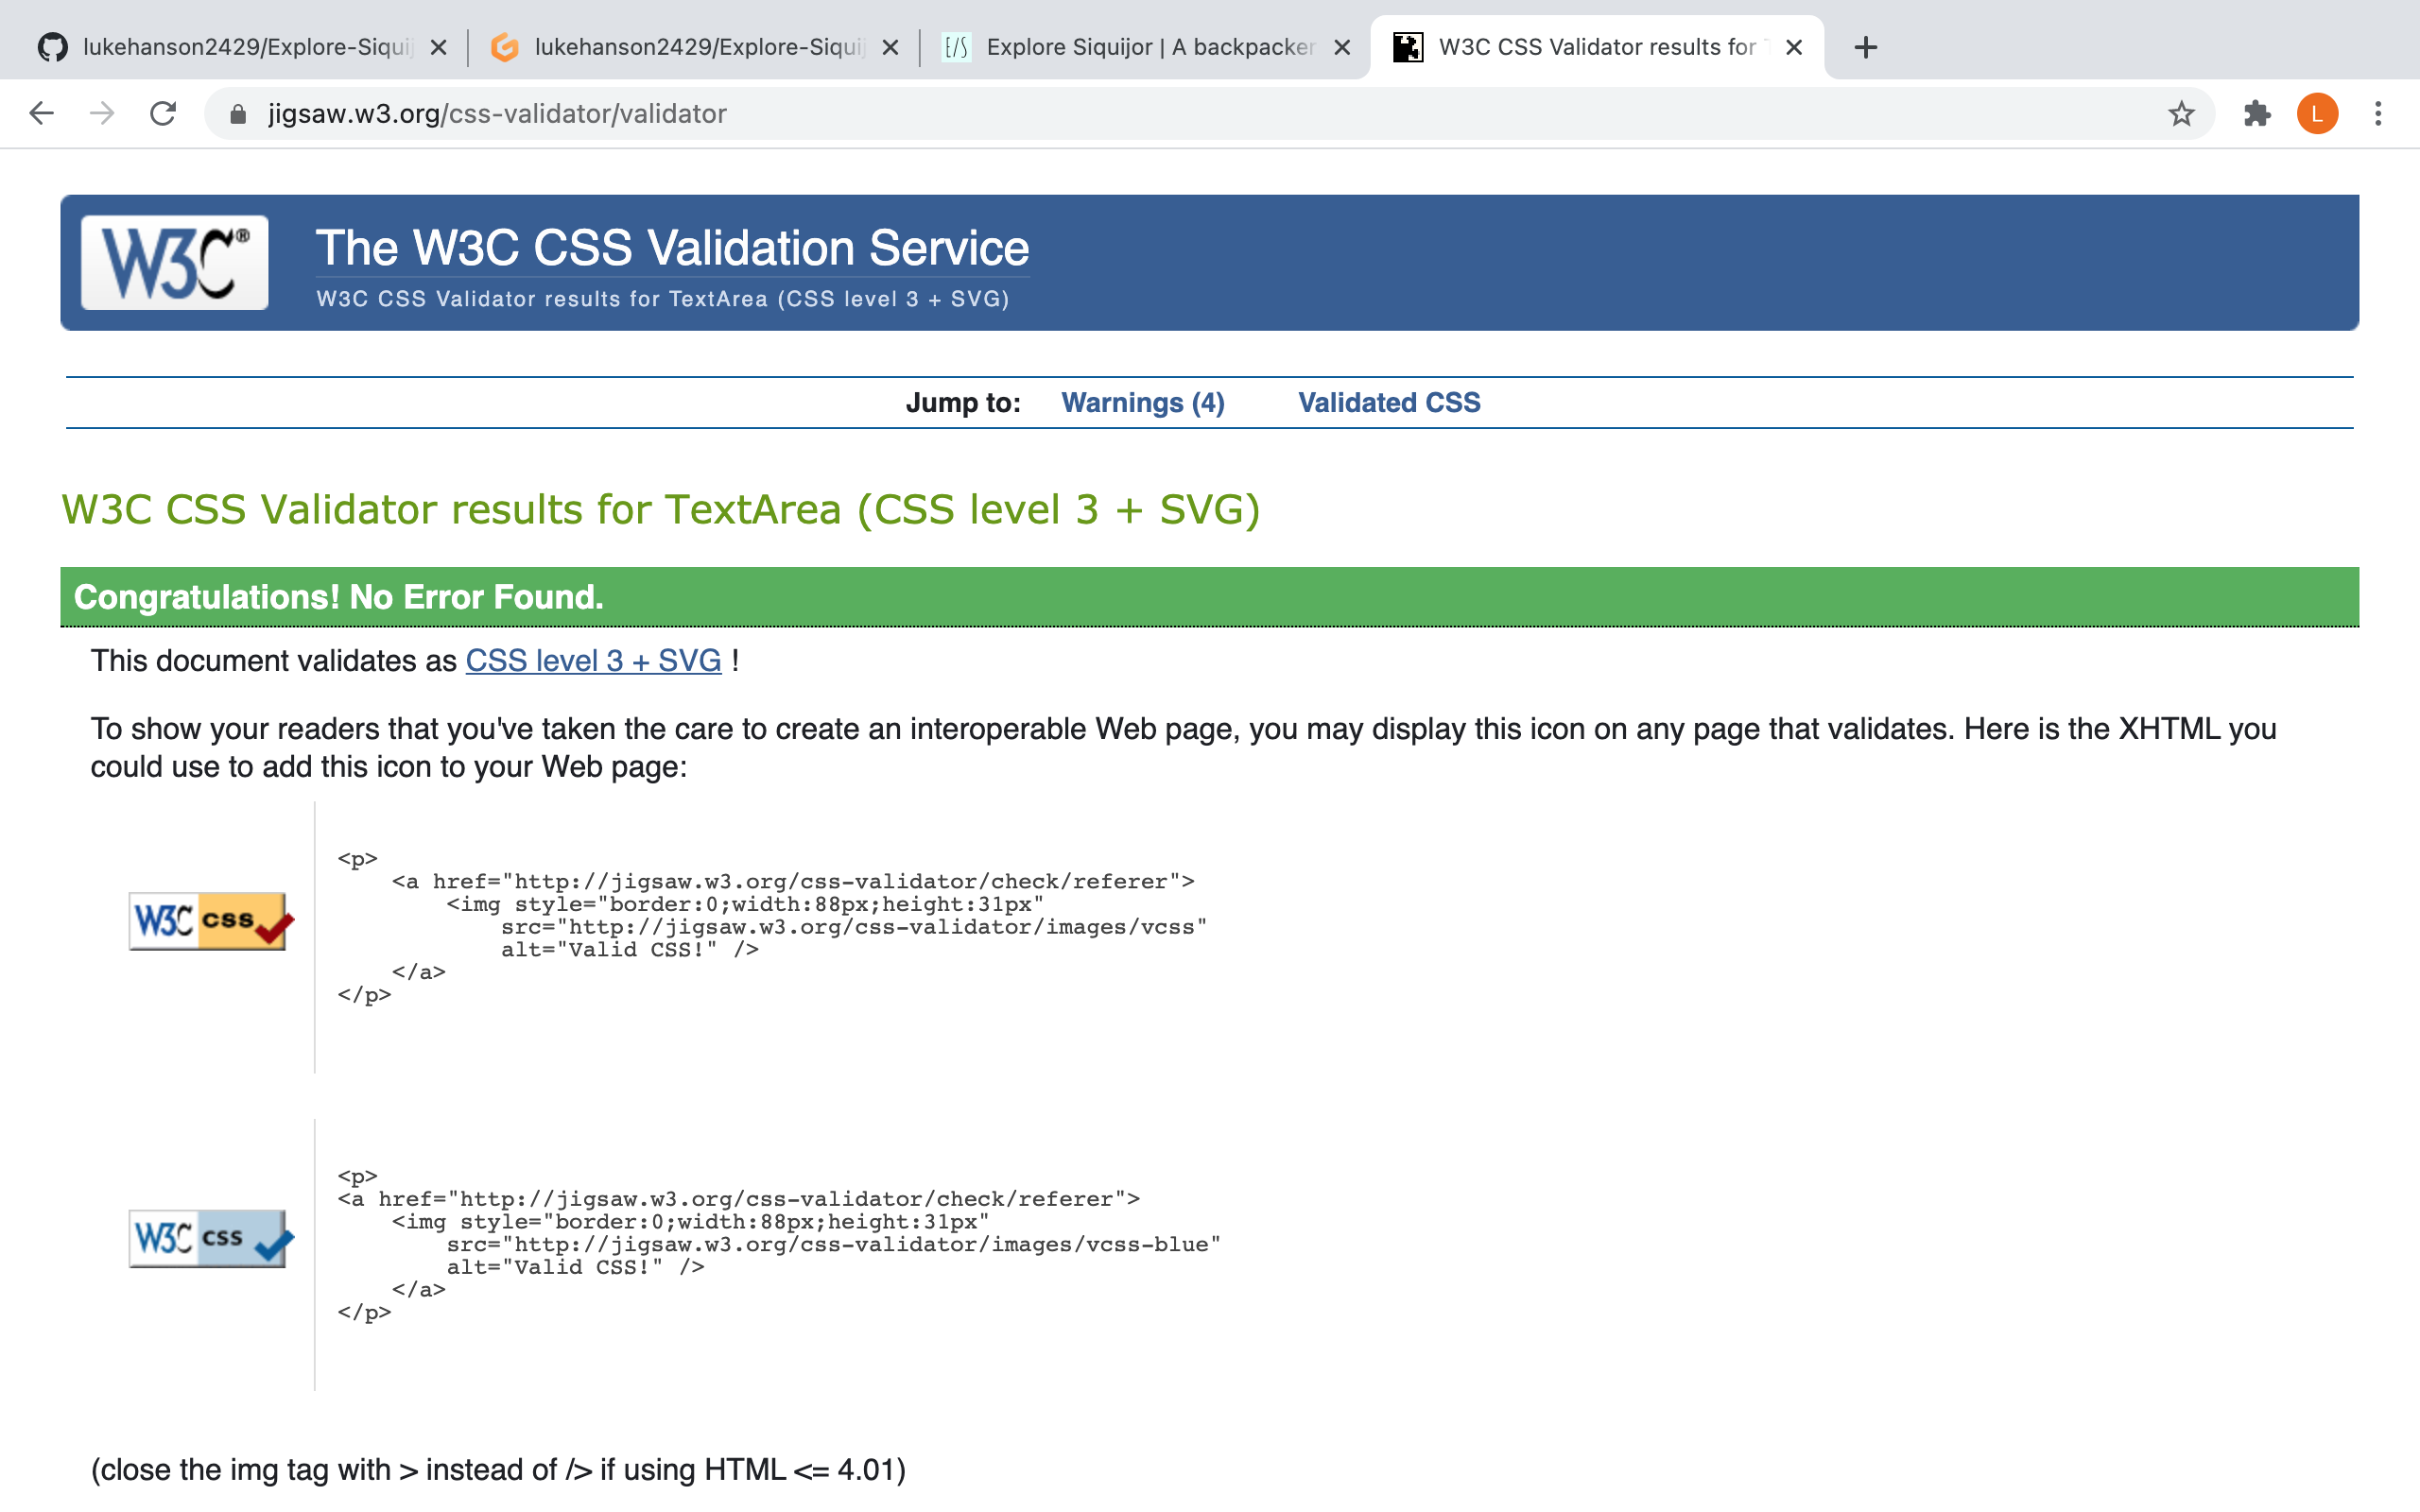 lukehanson2429/Explore-Siqui
lukehanson2429/Explore-Siqui
E/S Explore Siquijor | A backpacker
W3C CSS Validator results for
jigsaw.w3.org/css-validator/validator
L
W3C®
The W3C CSS Validation Service
W3C CSS Validator results for TextArea (CSS level 3 + SVG)
Jump to: Warnings (4) Validated CSS
W3C CSS Validator results for TextArea (CSS level 3 + SVG)
Congratulations! No Error Found.
This document validates as CSS level 3 + SVG !
To show your readers that you've taken the care to create an interoperable Web page, you may display this icon on any page that validates. Here is the XHTML you
could use to add this icon to your Web page:
W3C css
<p>
<a href="http://jigsaw.w3.org/css-validator/check/referer">
<img style="border:0;width:88px;height:31px"
src="http://jigsaw.w3.org/css-validator/images/vcss"
alt="Valid CSS!" />
</a>
</p>
W3C css
<p>
<a href="http://jigsaw.w3.org/css-validator/check/referer">
<img style="border:0;width:88px;height:31px"
src="http://jigsaw.w3.org/css-validator/images/vcss-blue"
alt="Valid CSS!" />
</a>
</p>
(close the img tag with > instead of /> if using HTML <= 4.01)